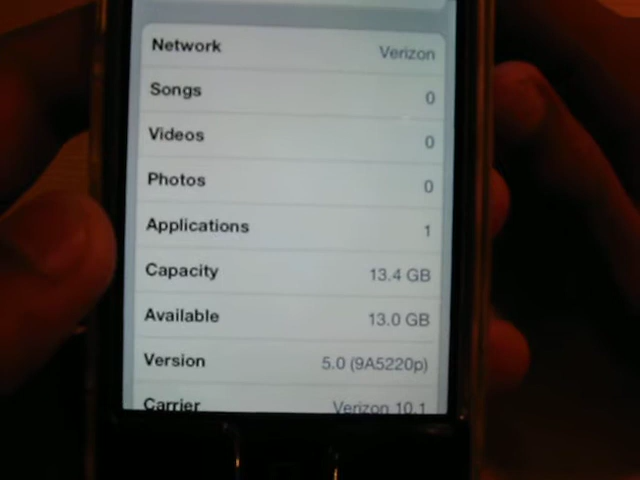 Network Verizon
Songs 0
Videos 0
Photos 0
Applications 1
Capacity 13.4 GB
Available 13.0 GB
Version 5.0 (9A5220p)
Carrier Verizon 10.1